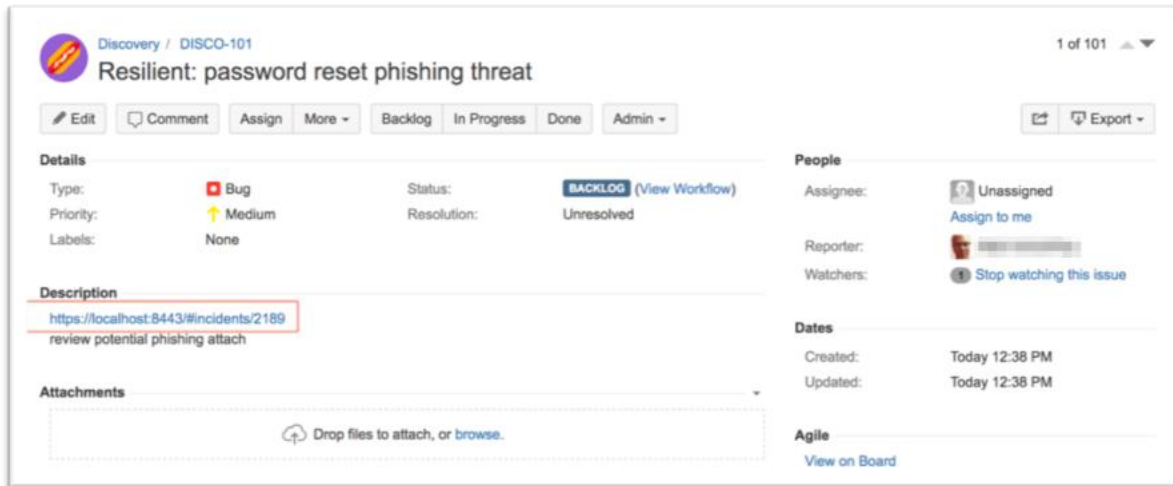 Discovery / DISCO-101
1 of 101
Resilient: password reset phishing threat
Edit Comment Assign More Backlog In Progress Done Admin Export
Details
Type: Bug Status: BACKLOG (View Workflow)
Priority: Medium Resolution: Unresolved
Labels: None
Description
https://localhost:8443/#incidents/2189
review potential phishing attach
Attachments
Drop files to attach, or browse.
People
Assignee: Unassigned
Assign to me
Reporter:
Watchers: 1 Stop watching this issue
Dates
Created: Today 12:38 PM
Updated: Today 12:38 PM
Agile
View on Board